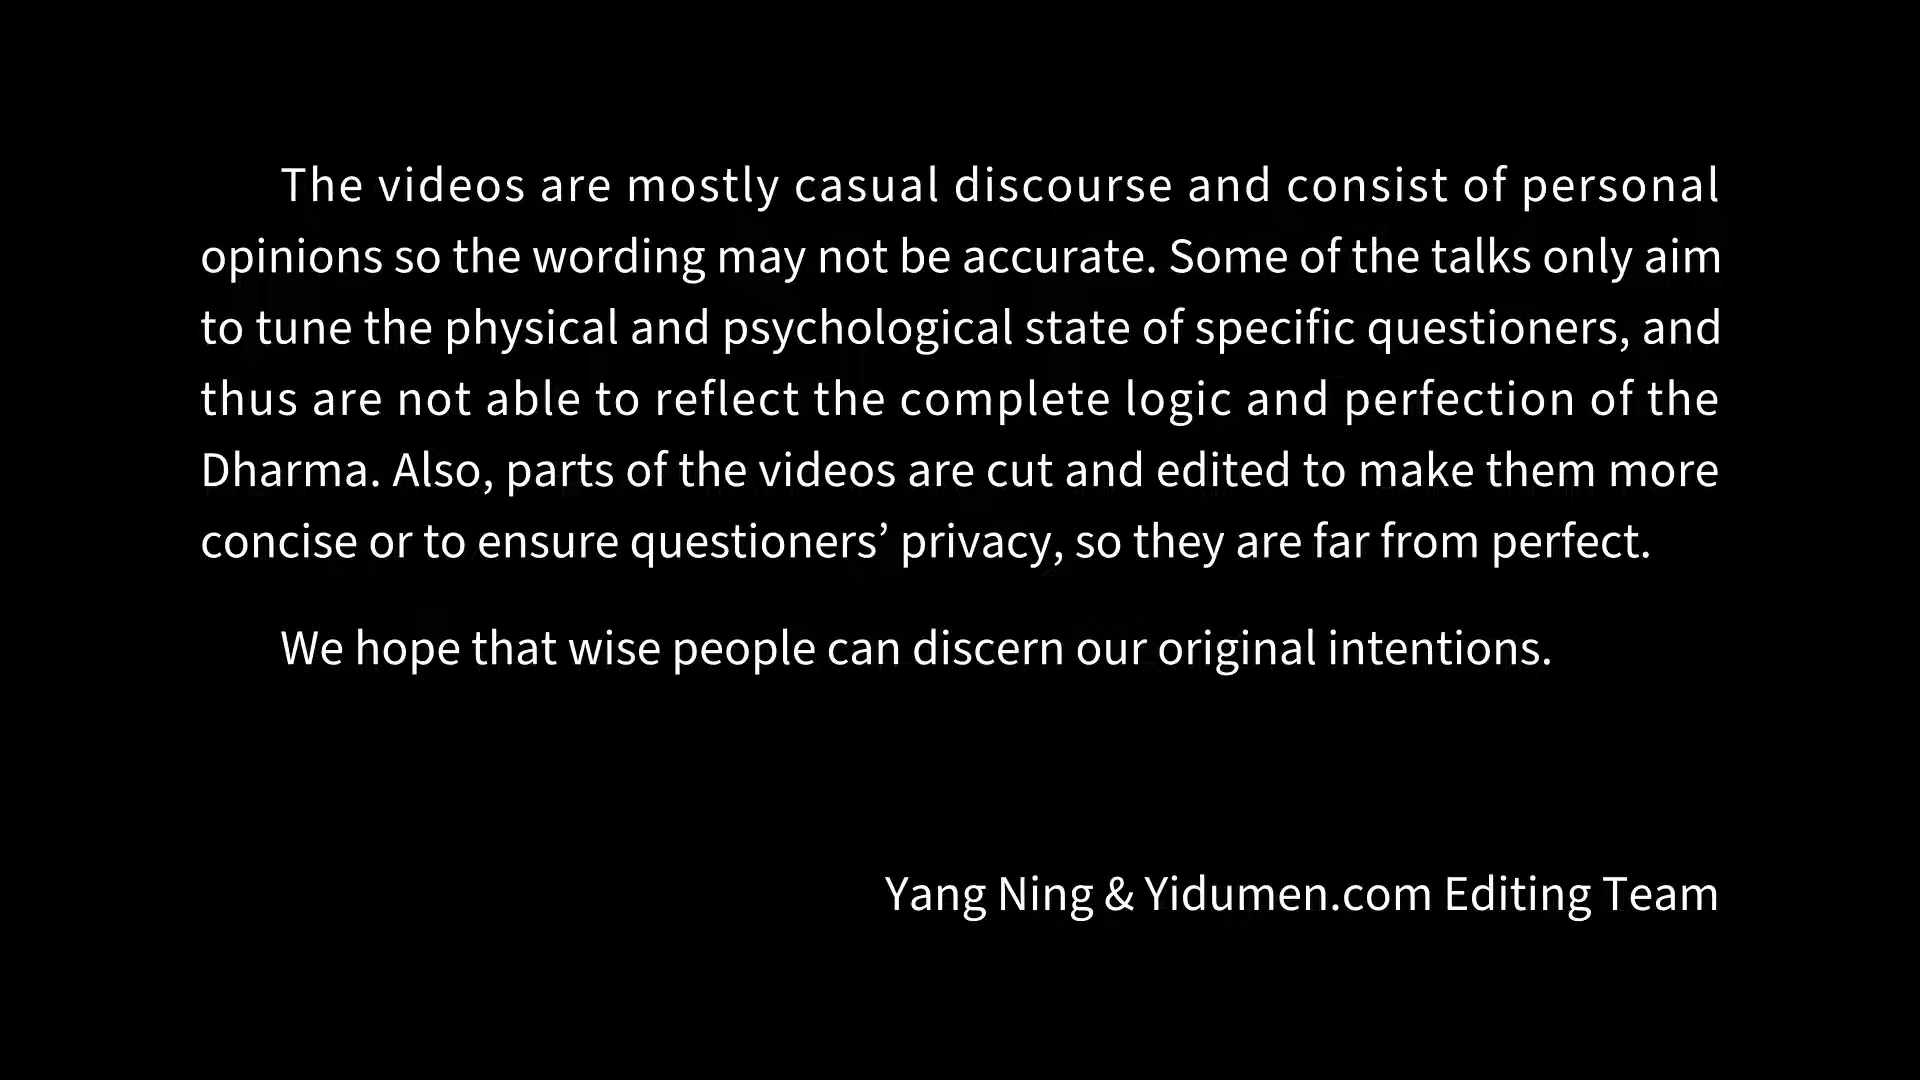 The videos are mostly casual discourse and consist of personal
opinions so the wording may not be accurate. Some of the talks only aim
to tune the physical and psychological state of specific questioners, and
thus are not able to reflect the complete logic and perfection of the
Dharma. Also, parts of the videos are cut and edited to make them more
concise or to ensure questioners’ privacy, so they are far from perfect.
We hope that wise people can discern our original intentions.
Yang Ning & Yidumen.com Editing Team